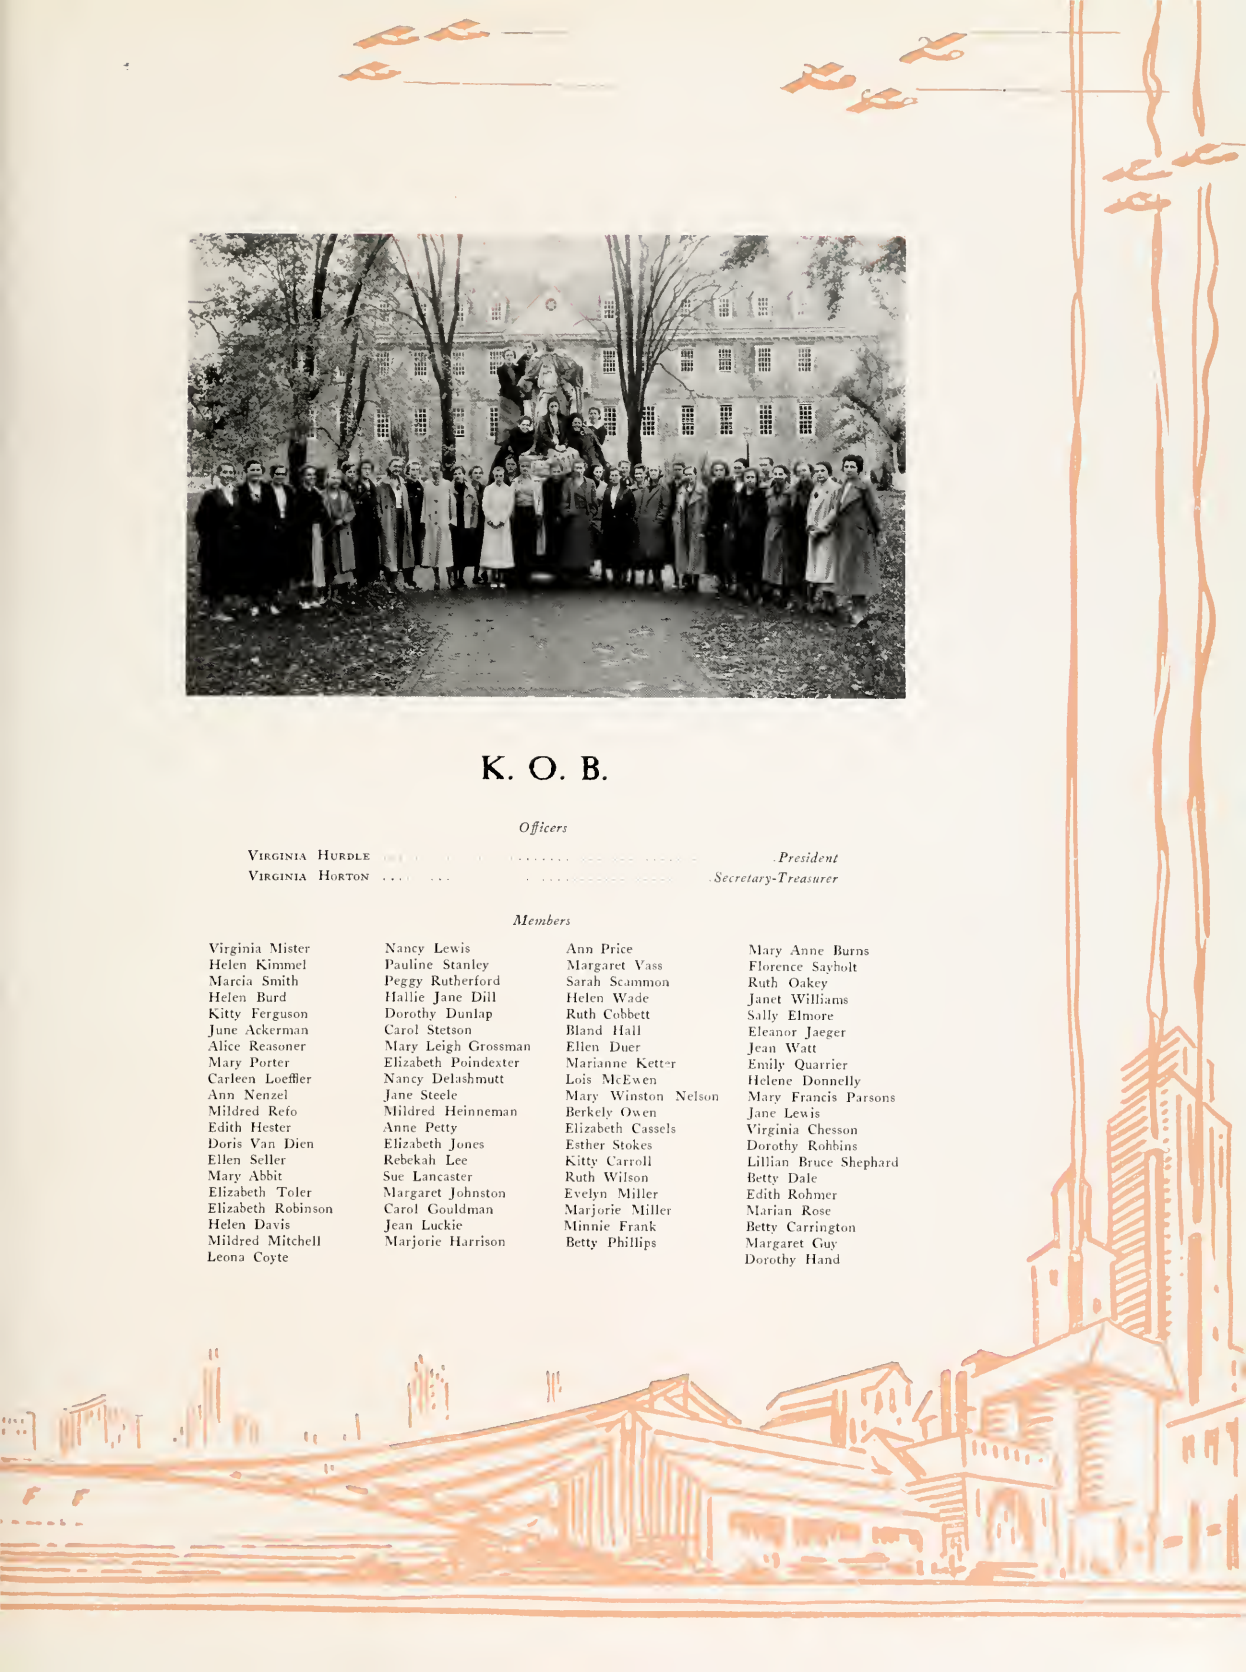 K. O. B.
Officers
VIRGINIA HURDLE . . . . . . . . . . . . . . . . President
VIRGINIA HORTON . . . . . . . . . . . . . . . . Secretary-Treasurer
Members
Virginia Mister
Helen Kimmel
Marcia Smith
Helen Burd
Kitty Ferguson
June Ackerman
Alice Reasoner
Mary Porter
Carleen Loeffler
Ann Nenzel
Mildred Refo
Edith Hester
Doris Van Dien
Ellen Seller
Mary Abbit
Elizabeth Toler
Elizabeth Robinson
Helen Davis
Mildred Mitchell
Leona Coyte
Nancy Lewis
Pauline Stanley
Peggy Rutherford
Hallie Jane Dill
Dorothy Dunlap
Carol Stetson
Mary Leigh Grossman
Elizabeth Poindexter
Nancy Delashmutt
Jane Steele
Mildred Heinneman
Anne Petty
Elizabeth Jones
Rebekah Lee
Sue Lancaster
Margaret Johnston
Carol Gouldman
Jean Luckie
Marjorie Harrison
Ann Price
Margaret Vass
Sarah Scammon
Helen Wade
Ruth Cobbett
Bland Hall
Ellen Duer
Marianne Ketter
Lois McEwen
Mary Winston Nelson
Berkely Owen
Elizabeth Cassels
Esther Stokes
Kitty Carroll
Ruth Wilson
Evelyn Miller
Marjorie Miller
Minnie Frank
Betty Phillips
Mary Anne Burns
Florence Sayholt
Ruth Oakey
Janet Williams
Sally Elmore
Eleanor Jaeger
Jean Watt
Emily Quarrier
Helene Donnelly
Mary Francis Parsons
Jane Lewis
Virginia Chesson
Dorothy Robbins
Lillian Bruce Shephard
Betty Dale
Edith Rohmer
Marian Rose
Betty Carrington
Margaret Guy
Dorothy Hand